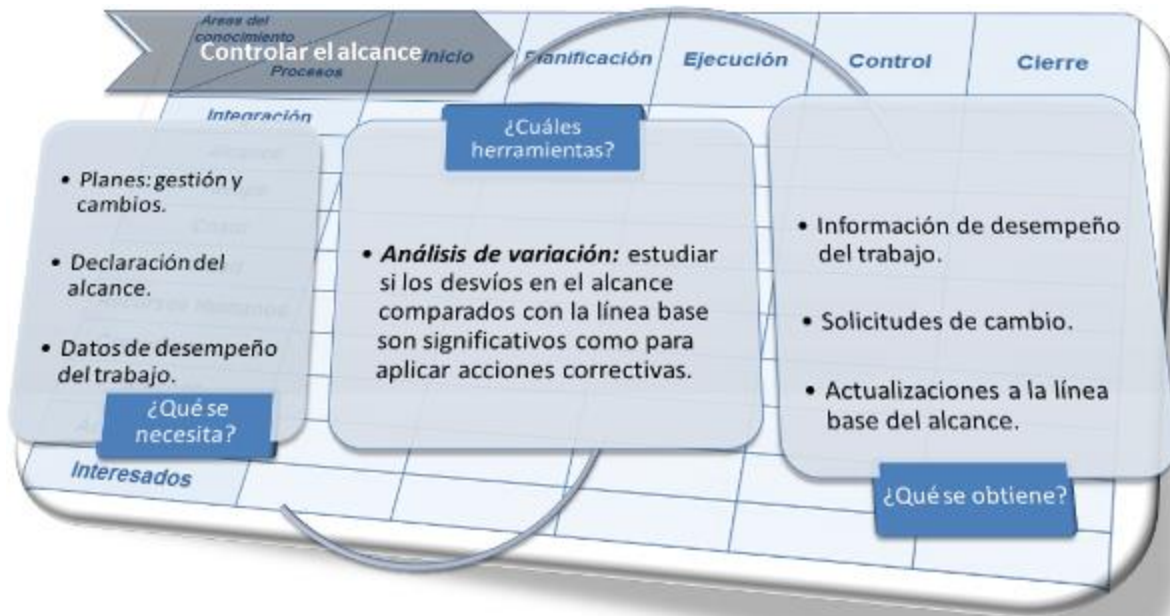 Areas del
conocimiento
Controlar el alcance
Procesos
Inicio
Planificación
Ejecución
Control
Cierre
Integración
• Planes: gestión y
cambios.
• Declaración del
alcance.
• Datos de desempeño
del trabajo.
¿Qué se
necesita?
¿Cuáles
herramientas?
• Análisis de variación: estudiar
si los desvíos en el alcance
comparados con la línea base
son significativos como para
aplicar acciones correctivas.
• Información de desempeño
del trabajo.
• Solicitudes de cambio.
• Actualizaciones a la línea
base del alcance.
¿Qué se obtiene?
Interesados